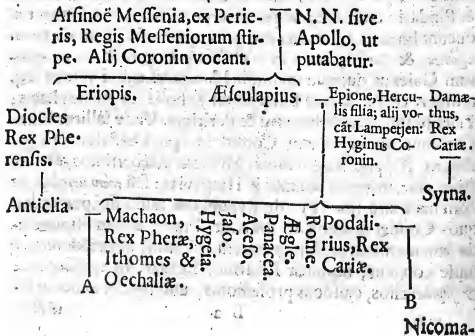 Arſinoë Meſſenia, ex Perie-
ris, Regis Meſſeniorum ſtir-
pe. Alij Coronin vocant.
N. N. ſive
Apollo, ut
putabatur.
Eriopis.
Æſculapius.
Epione, Hercu-
lis filia; alij vo-
cãt Lampetjen:
Hyginus Co-
ronin.
Damæ-
thus,
Rex
Cariæ.
Syrna.
Diocles
Rex Phe-
renſis.
Anticlia.
Machaon,
Rex Pheræ,
Ithomes &
Oechaliæ.
Hygeia.
Jaſo.
Aceſo.
Panacea.
Ægle.
Rome.
Podali-
rius, Rex
Cariæ.
A
B
Nicoma-